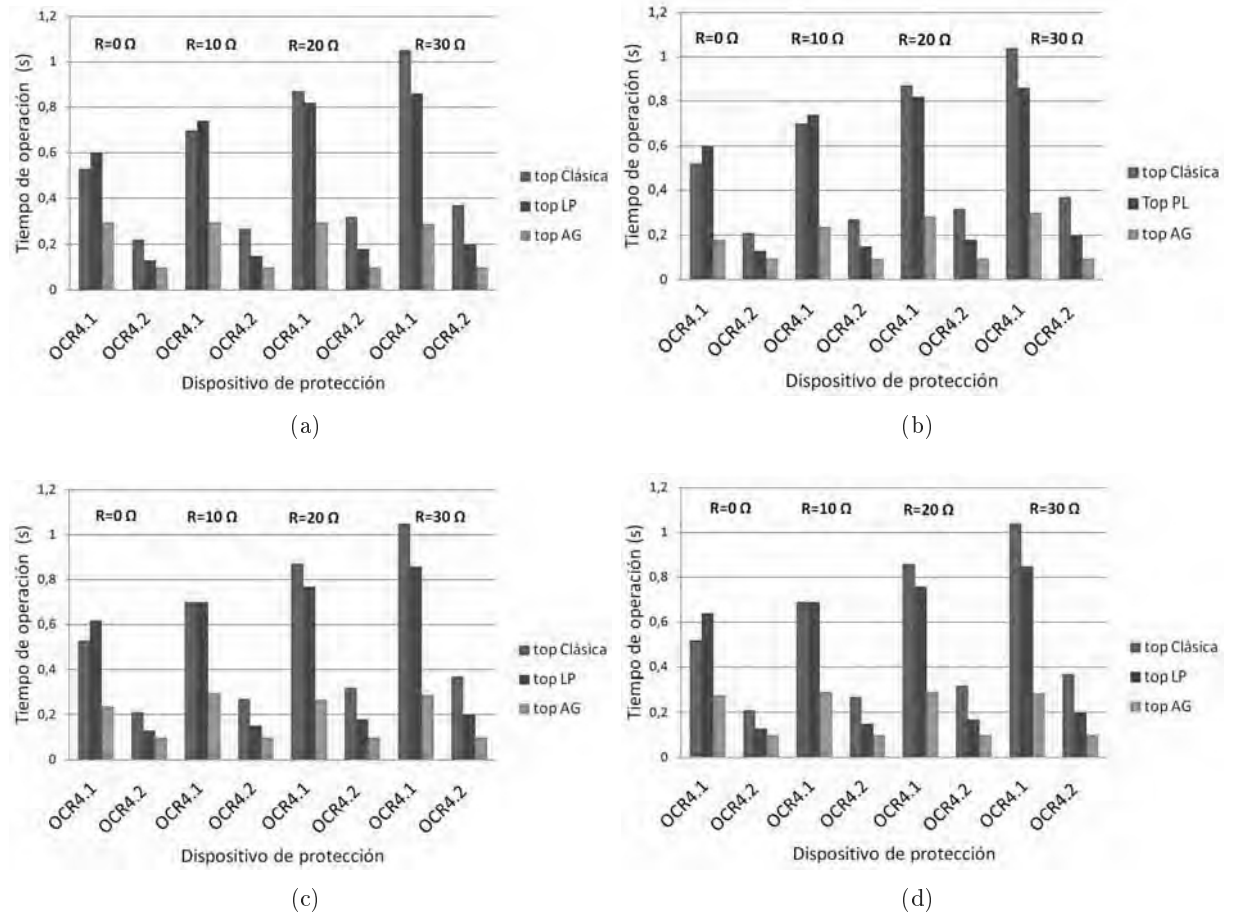 1,2
1
0,8
0,6
0,4
0,2
0
Tiempo de operación (s)
R=0 Ω
R=10 Ω
R=20 Ω
R=30 Ω
OCR4.1
OCR4.2
OCR4.1
OCR4.2
OCR4.1
OCR4.2
OCR4.1
OCR4.2
Dispositivo de protección
top Clásica
top LP
top AG
(a)
1,2
1
0,8
0,6
0,4
0,2
0
Tiempo de operación (s)
R=0 Ω
R=10 Ω
R=20 Ω
R=30 Ω
OCR4.1
OCR4.2
OCR4.1
OCR4.2
OCR4.1
OCR4.2
OCR4.1
OCR4.2
Dispositivo de protección
top Clásica
Top PL
top AG
(b)
1,2
1
0,8
0,6
0,4
0,2
0
Tiempo de operación (s)
R=0 Ω
R=10 Ω
R=20 Ω
R=30 Ω
OCR4.1
OCR4.2
OCR4.1
OCR4.2
OCR4.1
OCR4.2
OCR4.1
OCR4.2
Dispositivo de protección
top Clásica
top LP
top AG
(c)
1,2
1
0,8
0,6
0,4
0,2
0
Tiempo de operación (s)
R=0 Ω
R=10 Ω
R=20 Ω
R=30 Ω
OCR4.1
OCR4.2
OCR4.1
OCR4.2
OCR4.1
OCR4.2
OCR4.1
OCR4.2
Dispositivo de protección
top Clásica
top LP
top AG
(d)